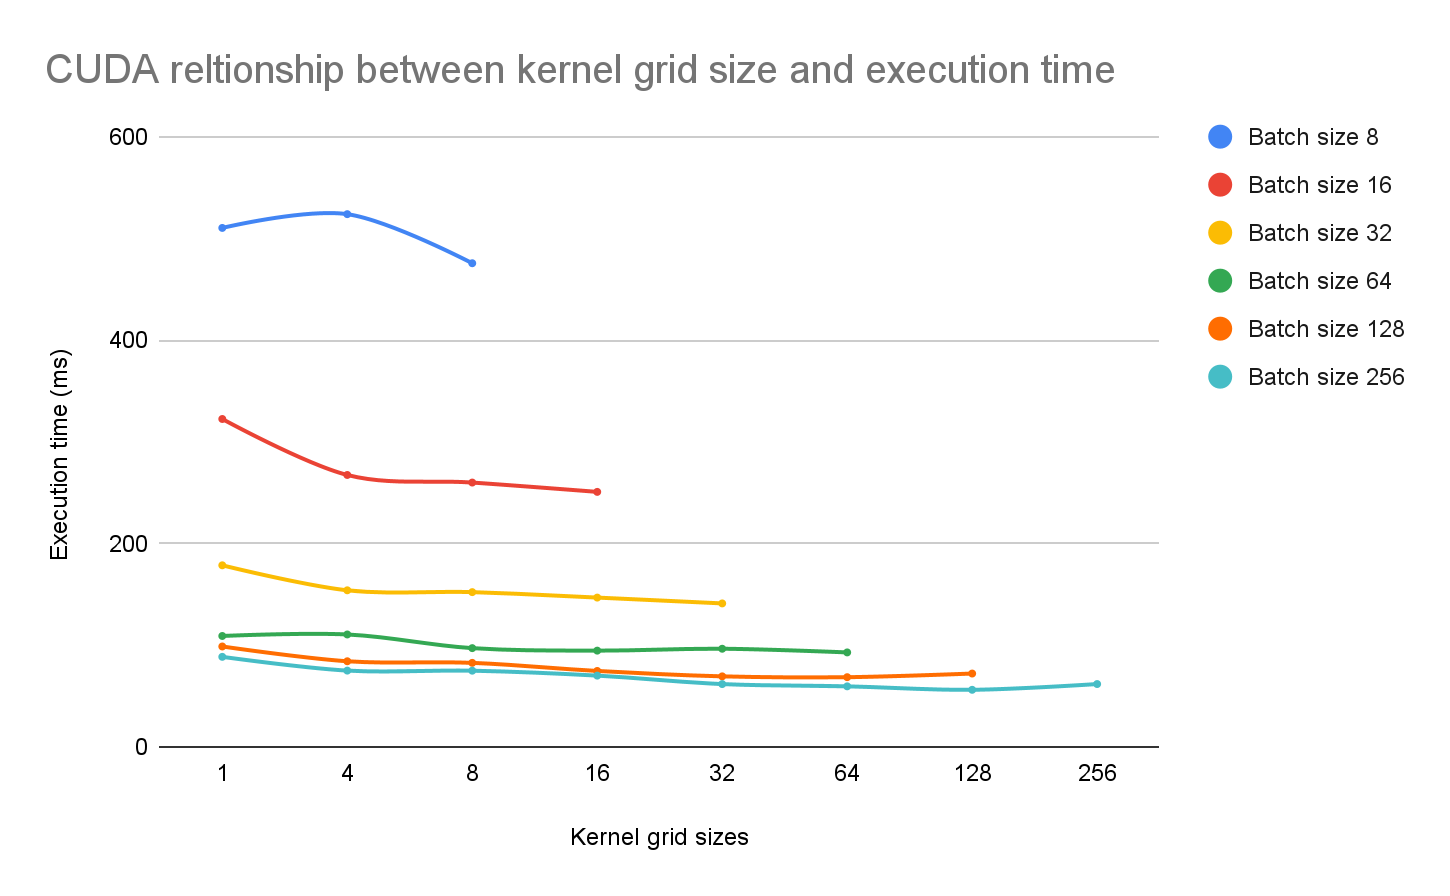 CUDA reltionship between kernel grid size and execution time
600
400
200
0
Execution time (ms)
1 4 8 16 32 64 128 256
Kernel grid sizes
Batch size 8
Batch size 16
Batch size 32
Batch size 64
Batch size 128
Batch size 256